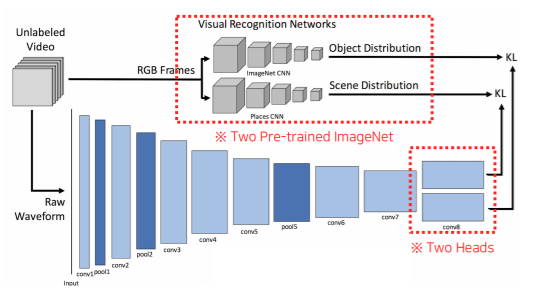 Visual Recognition Networks
Unlabeled
Video
Object Distribution
KL
RGB Frames
ImageNet CNN
Scene Distribution
KL
Places CNN
※ Two Pre-trained ImageNet
Raw
Waveform
conv1
pool1
conv2
pool2
conv3
conv4
conv5
pool5
conv6
conv7
conv8
Input
※ Two Heads